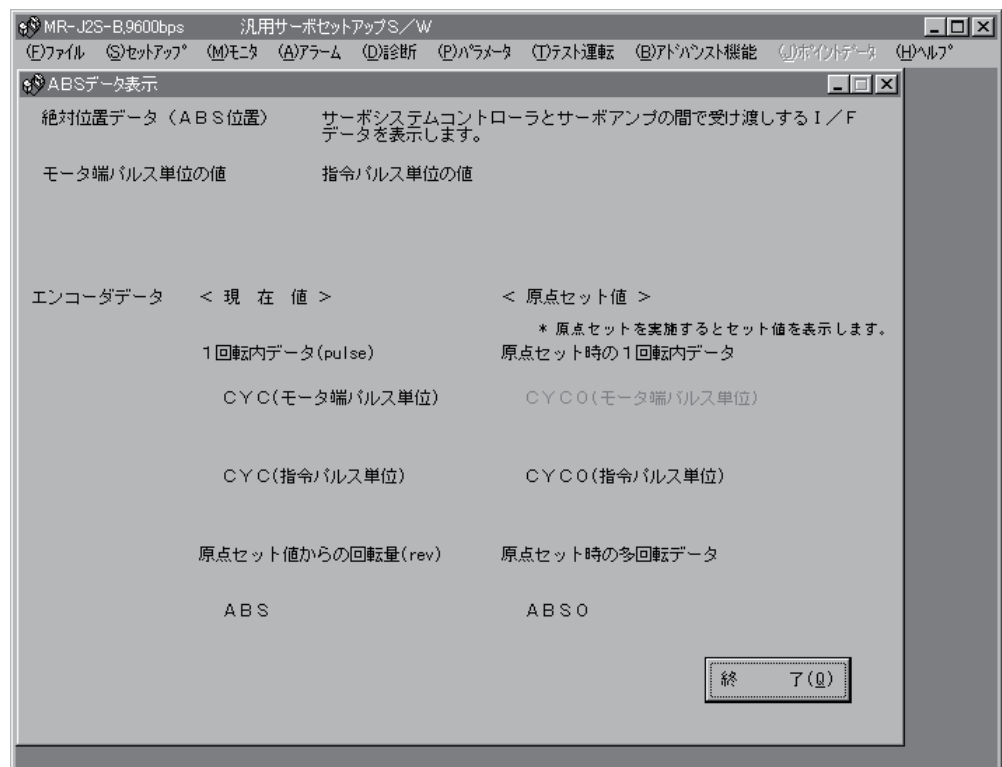 MR-J2S-B,9600bps 汎用サーボセットアップS/W
(F)ファイル (S)セットアップ (M)モニタ (A)アラーム (D)診断 (P)パラメータ (T)テスト運転 (B)アドバンスト機能 (J)ポイントデータ (H)ヘルプ
ABSデータ表示
絶対位置データ(ABS位置) サーボシステムコントローラとサーボアンプの間で受け渡しするI/F
データを表示します。
モータ端パルス単位の値 指令パルス単位の値
エンコーダデータ <現 在 値> <原点セット値>
*原点セットを実施するとセット値を表示します。
1回転内データ(pulse) 原点セット時の1回転内データ
CYC(モータ端パルス単位) CYC0(モータ端パルス単位)
CYC(指令パルス単位) CYC0(指令パルス単位)
原点セット値からの回転量(rev) 原点セット時の多回転データ
ABS ABS0
終 了(Q)